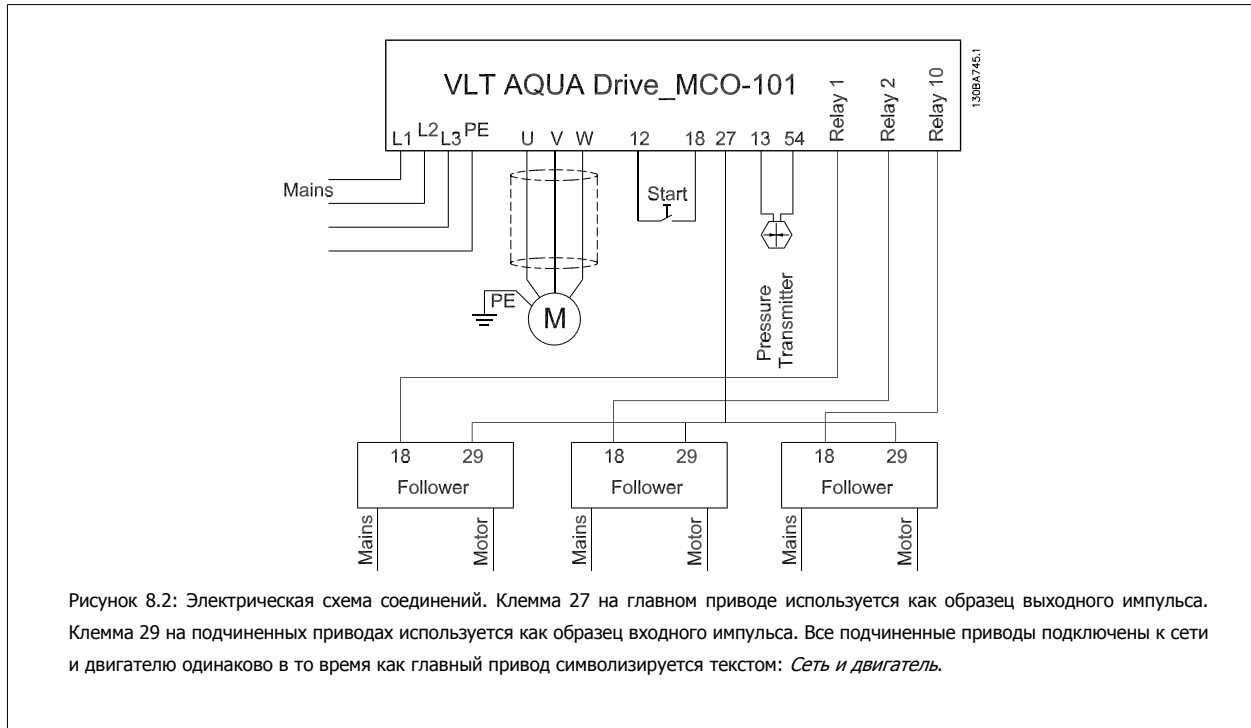 VLT AQUA Drive_MCO-101
Relay 1
Relay 2
Relay 10
130BA745.1
L1 L2 L3 PE U V W 12 18 27 13 54
Mains
Start
PE
M
Pressure
Transmitter
18 29 18 29 18 29
Follower Follower Follower
Mains Motor Mains Motor Mains Motor
Рисунок 8.2: Электрическая схема соединений. Клемма 27 на главном приводе используется как образец выходного импульса.
Клемма 29 на подчиненных приводах используется как образец входного импульса. Все подчиненные приводы подключены к сети
и двигателю одинаково в то время как главный привод символизируется текстом: Сеть и двигатель.